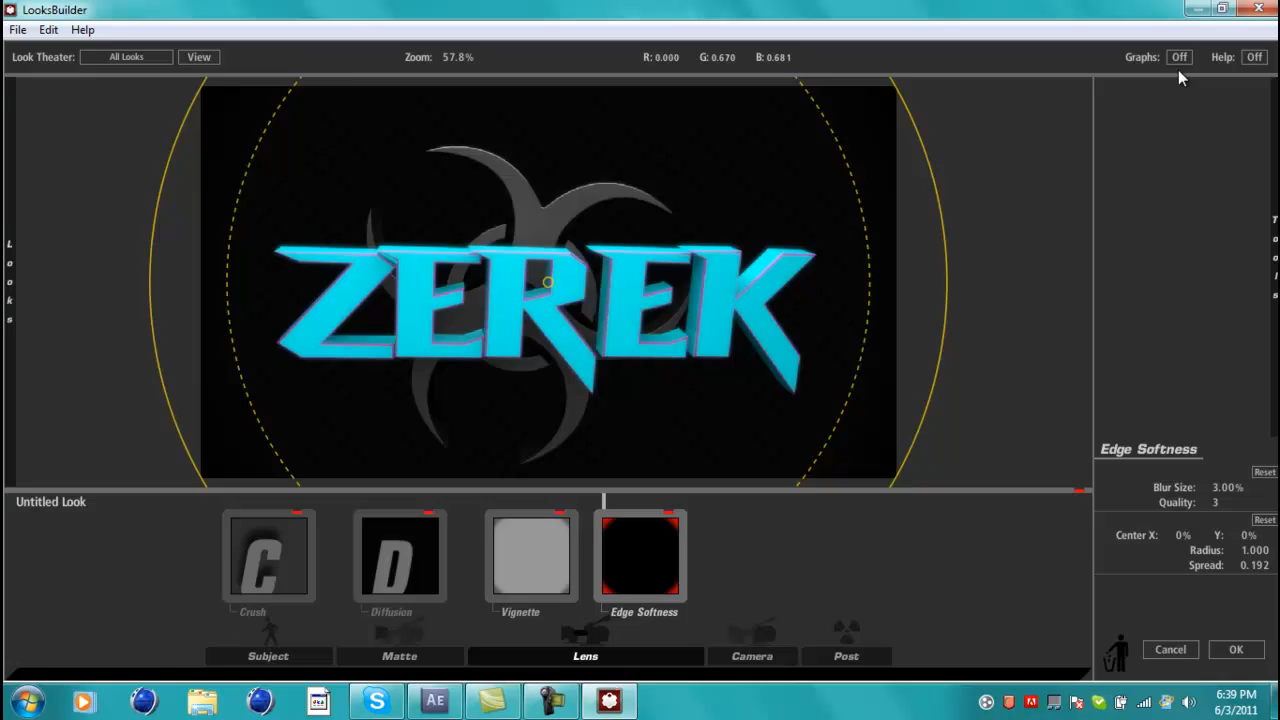 LooksBuilder
File Edit Help
Look Theater: All Looks View Zoom: 57.8% R: 0.000 G: 0.670 B: 0.681 Graphs: Off Help: Off
Looks
Tools
ZEREK
Edge Softness
Reset
Blur Size: 3.00%
Quality: 3
Reset
Center X: 0% Y: 0%
Radius: 1.000
Spread: 0.192
Untitled Look
C D
Crush Diffusion Vignette Edge Softness
Subject Matte Lens Camera Post
Cancel OK
S AE
6:39 PM
6/3/2011